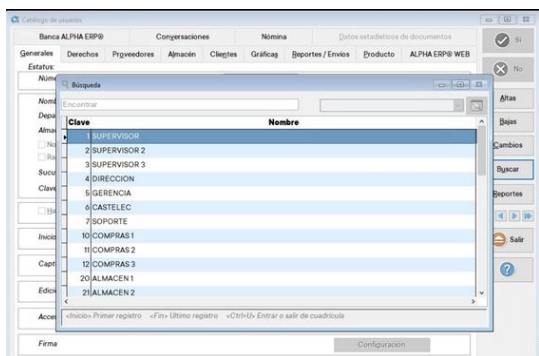 Catálogo de usuarios
Banca ALPHA ERP® Conversaciones Nómina Datos estadísticos de documentos
Generales Derechos Proveedores Almacén Clientes Gráficas Reportes / Envíos Producto ALPHA ERP® WEB
Sí
No
Altas
Bajas
Cambios
Buscar
Reportes
Salir
Estatus:
Búsqueda
Encontrar
Clave Nombre
1 SUPERVISOR
2 SUPERVISOR 2
3 SUPERVISOR 3
4 DIRECCION
5 GERENCIA
6 CASTELEC
7 SOPORTE
10 COMPRAS 1
11 COMPRAS 2
12 COMPRAS 3
20 ALMACEN 1
21 ALMACEN 2
<Inicio> Primer registro <Fin> Último registro <Ctrl+U> Entrar o salir de cuadrícula
Firma Configuración